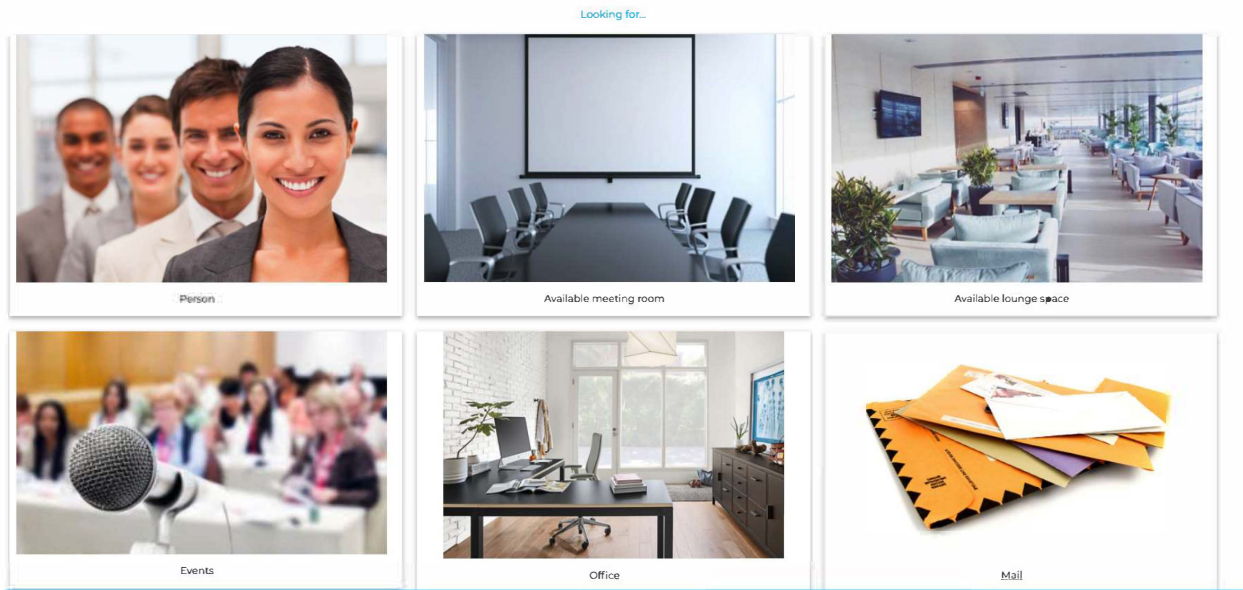 Looking for...
Person
Available meeting room
Available lounge space
Events
Office
Mail